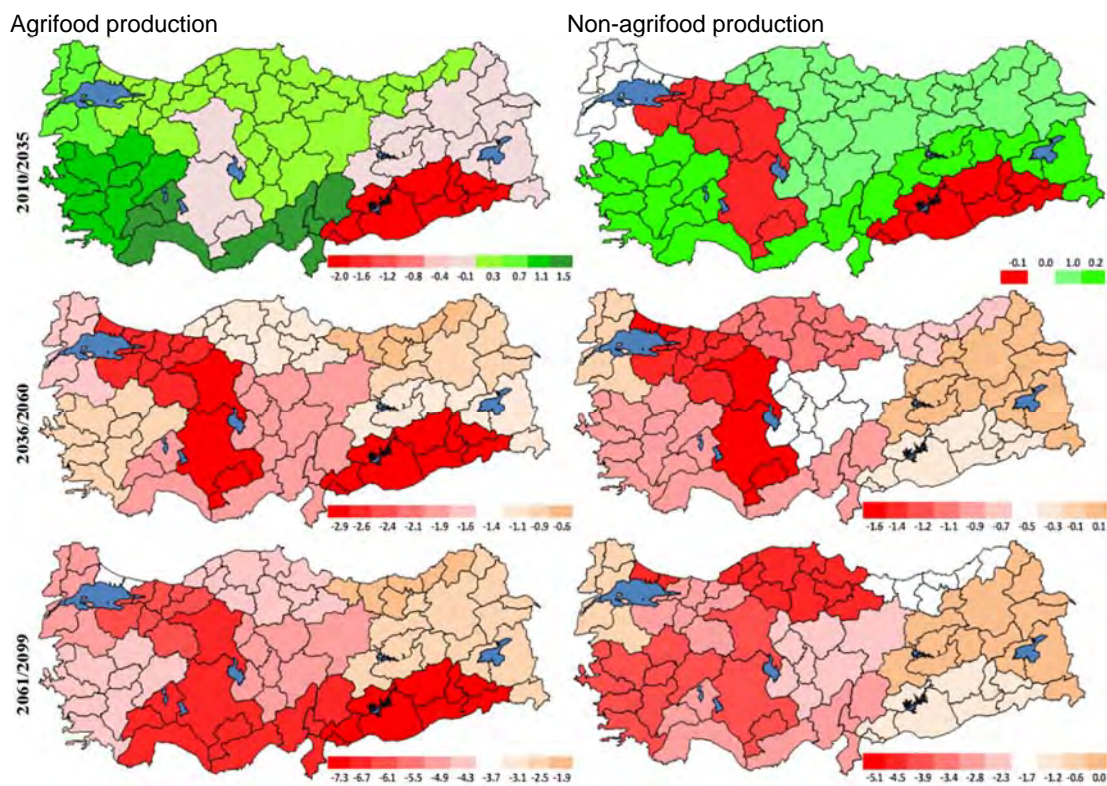 Agrifood production
Non-agrifood production
2010/2035
-2.0 -1.6 -1.2 -0.8 -0.4 -0.1 0.3 0.7 1.1 1.5
-0.1 0.0 1.0 0.2
2036/2060
-2.9 -2.6 -2.4 -2.1 -1.9 -1.6 -1.4 -1.1 -0.9 -0.6
-1.6 -1.4 -1.2 -1.1 -0.9 -0.7 -0.5 -0.3 -0.1 0.1
2061/2099
-7.3 -6.7 -6.1 -5.5 -4.9 -4.3 -3.7 -3.1 -2.5 -1.9
-5.1 -4.5 -3.9 -3.4 -2.8 -2.3 -1.7 -1.2 -0.6 0.0